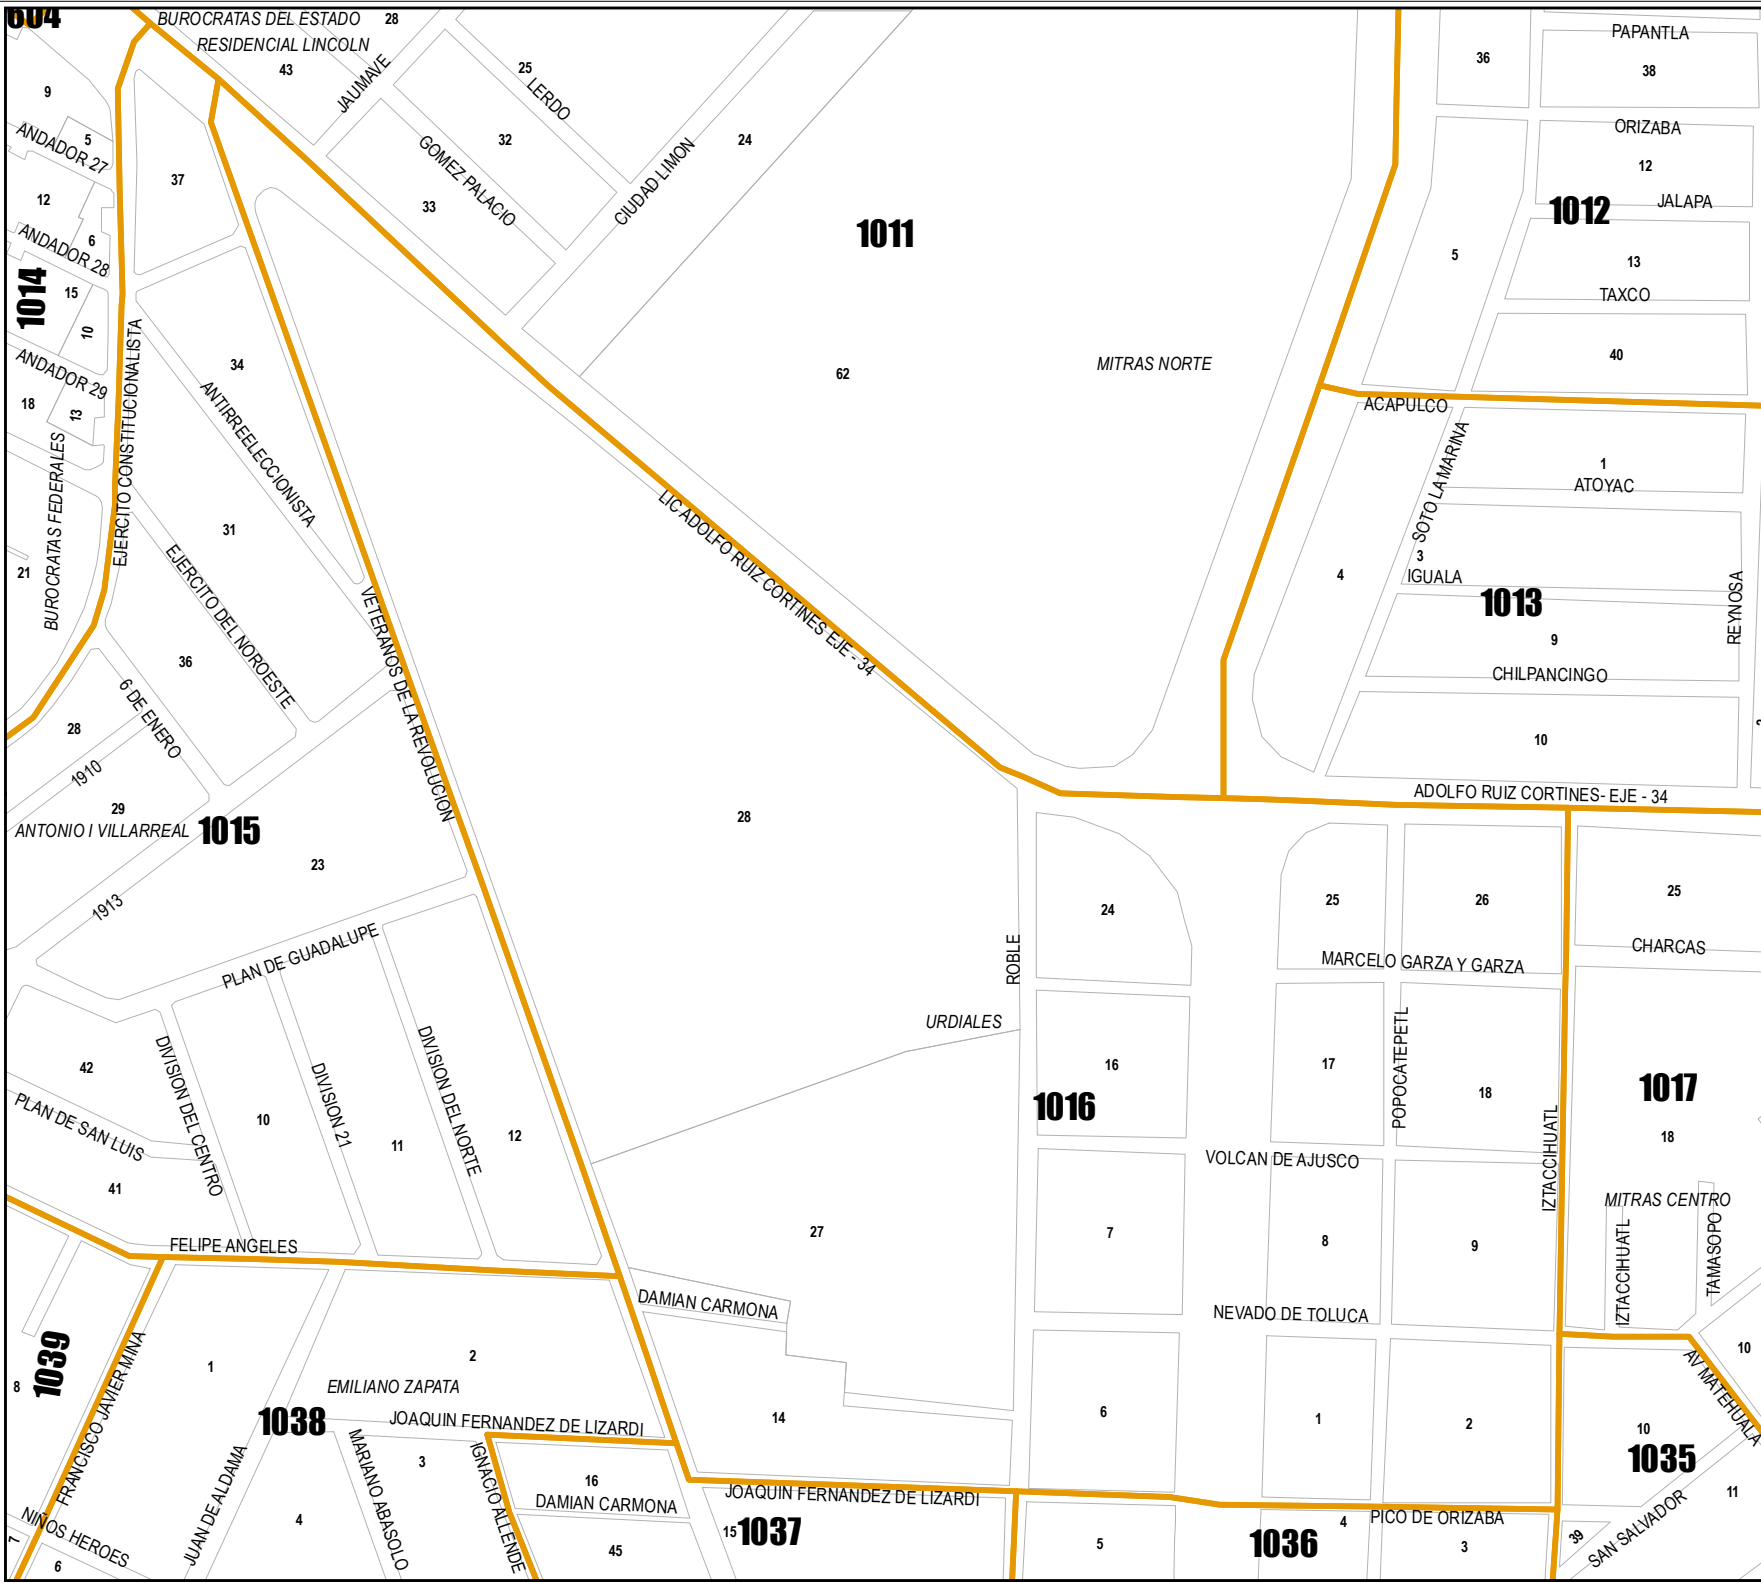 604
BUROCRATAS DEL ESTADO
28
RESIDENCIAL LINCOLN
43
JAUMAVE
25
LERDO
36
PAPANTLA
38
9
ANDADOR 27
5
32
24
ORIZABA
12
37
GOMEZ PALACIO
CIUDAD LIMON
12
33
1011
1012
JALAPA
6
ANDADOR 28
5
13
1014
15
TAXCO
10
34
62
MITRAS NORTE
40
ANDADOR 29
18
13
ANTIRREELECCIONISTA
ACAPULCO
EJERCITO CONSTITUCIONALISTA
BUROCRATAS FEDERALES
SOTO LA MARINA
1
ATOYAC
31
LIC ADOLFO RUIZ CORTINES EJE - 34
21
EJERCITO DEL NOROESTE
3
4
IGUALA
1013
REYNOSA
VETERANOS DE LA REVOLUCION
36
9
CHILPANCINGO
6 DE ENERO
28
10
1910
ADOLFO RUIZ CORTINES- EJE - 34
29
ANTONIO I VILLARREAL
1015
28
23
1913
24
25
26
25
PLAN DE GUADALUPE
ROBLE
MARCELO GARZA Y GARZA
CHARCAS
URDIALES
42
DIVISION DEL CENTRO
DIVISION 21
DIVISION DEL NORTE
16
17
POPOCATEPETL
18
1017
PLAN DE SAN LUIS
10
11
12
1016
18
VOLCAN DE AJUSCO
IZTACCIHUATL
41
MITRAS CENTRO
27
7
8
9
IZTACCIHUATL
TAMASOPO
FELIPE ANGELES
DAMIAN CARMONA
NEVADO DE TOLUCA
1039
8
FRANCISCO JAVIER MINA
1
2
EMILIANO ZAPATA
10
AV MATEHUALA
1038
JOAQUIN FERNANDEZ DE LIZARDI
14
6
1
2
10
1035
MARIANO ABASOLO
3
IGNACIO ALLENDE
16
JUAN DE ALDAMA
DAMIAN CARMONA
JOAQUIN FERNANDEZ DE LIZARDI
11
NIÑOS HEROES
4
15
1037
4
PICO DE ORIZABA
39
SAN SALVADOR
7
6
45
5
1036
3